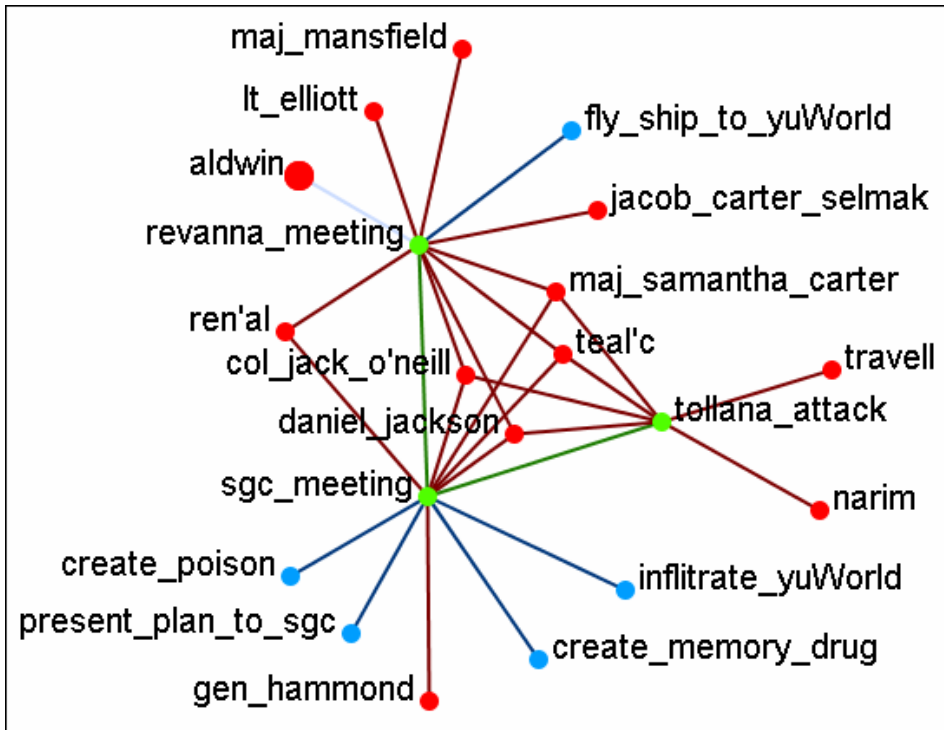 maj_mansfield
lt_elliott
fly_ship_to_yuWorld
aldwin
jacob_carter_selmak
revanna_meeting
maj_samantha_carter
ren'al
teal'c
col_jack_o'neill
travell
tollana_attack
daniel_jackson
sgc_meeting
narim
create_poison
inflitrate_yuWorld
present_plan_to_sgc
create_memory_drug
gen_hammond